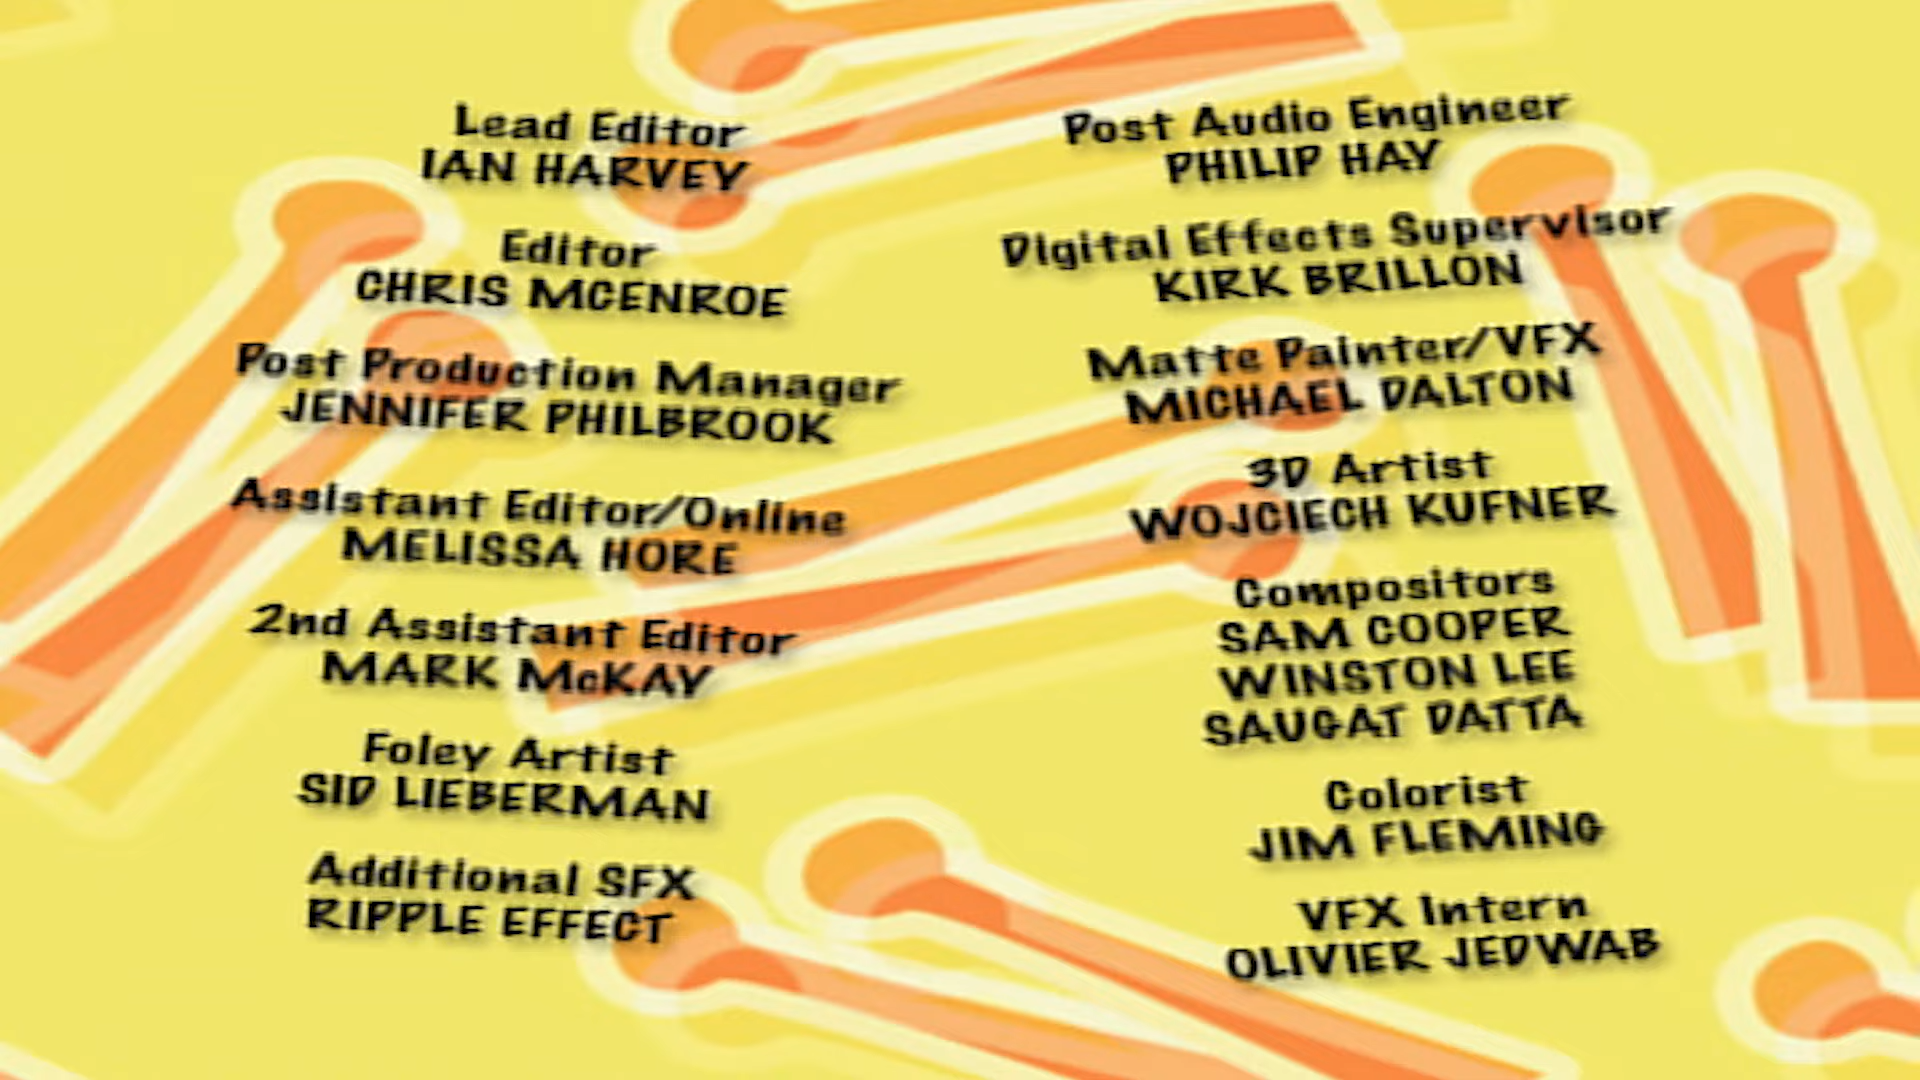 Lead Editor
IAN HARVEY
Editor
CHRIS MCENROE
Post Production Manager
JENNIFER PHILBROOK
Assistant Editor/Online
MELISSA HORE
2nd Assistant Editor
MARK McKAY
Foley Artist
SID LIEBERMAN
Additional SFX
RIPPLE EFFECT
Post Audio Engineer
PHILIP HAY
Digital Effects Supervisor
KIRK BRILLON
Matte Painter/VFX
MICHAEL DALTON
3D Artist
WOJCIECH KUFNER
Compositors
SAM COOPER
WINSTON LEE
SAUGAT DATTA
Colorist
JIM FLEMING
VFX Intern
OLIVIER JEDWAB